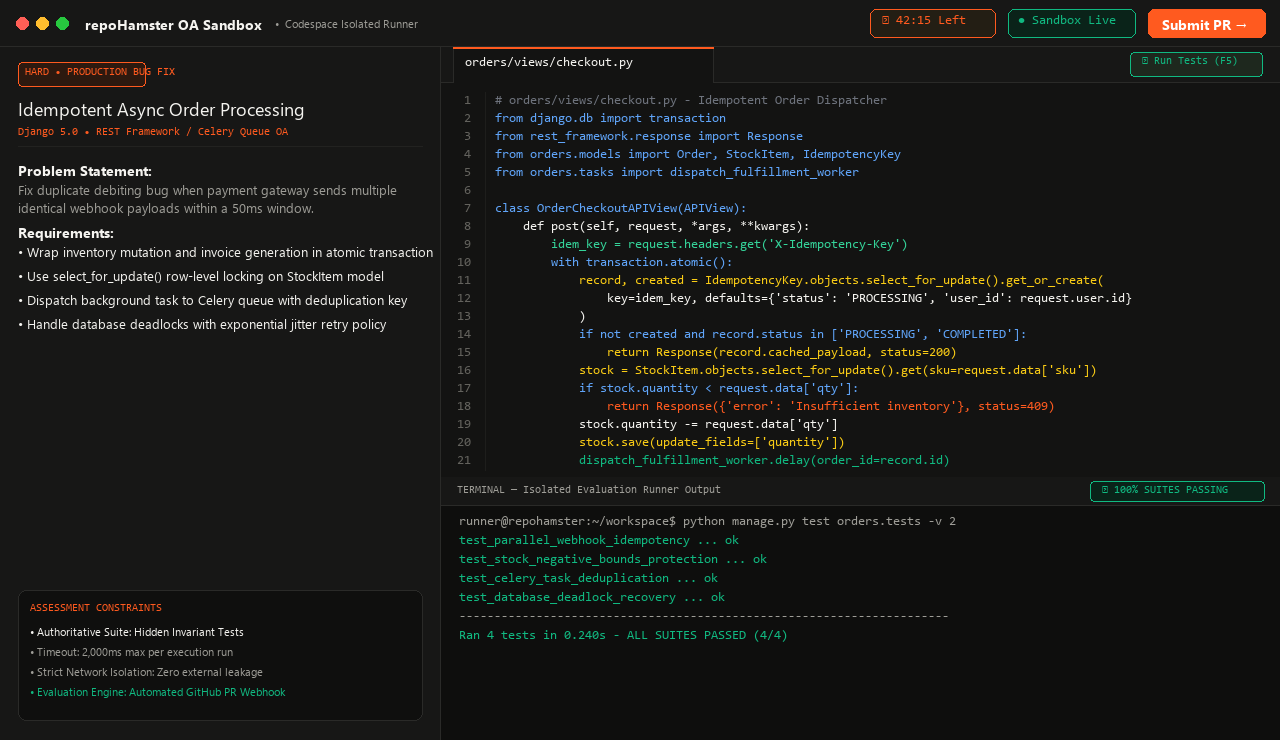 repoHamster OA Sandbox
• Codespace Isolated Runner
42:15 Left
● Sandbox Live
Submit PR →
HARD • PRODUCTION BUG FIX
Idempotent Async Order Processing
Django 5.0 • REST Framework / Celery Queue OA
Problem Statement:
Fix duplicate debiting bug when payment gateway sends multiple
identical webhook payloads within a 50ms window.
Requirements:
• Wrap inventory mutation and invoice generation in atomic transaction
• Use select_for_update() row-level locking on StockItem model
• Dispatch background task to Celery queue with deduplication key
• Handle database deadlocks with exponential jitter retry policy
ASSESSMENT CONSTRAINTS
• Authoritative Suite: Hidden Invariant Tests
• Timeout: 2,000ms max per execution run
• Strict Network Isolation: Zero external leakage
• Evaluation Engine: Automated GitHub PR Webhook
orders/views/checkout.py
Run Tests (F5)
1 # orders/views/checkout.py - Idempotent Order Dispatcher
2 from django.db import transaction
3 from rest_framework.response import Response
4 from orders.models import Order, StockItem, IdempotencyKey
5 from orders.tasks import dispatch_fulfillment_worker
6
7 class OrderCheckoutAPIView(APIView):
8     def post(self, request, *args, **kwargs):
9         idem_key = request.headers.get('X-Idempotency-Key')
10         with transaction.atomic():
11             record, created = IdempotencyKey.objects.select_for_update().get_or_create(
12                 key=idem_key, defaults={'status': 'PROCESSING', 'user_id': request.user.id}
13             )
14             if not created and record.status in ['PROCESSING', 'COMPLETED']:
15                 return Response(record.cached_payload, status=200)
16             stock = StockItem.objects.select_for_update().get(sku=request.data['sku'])
17             if stock.quantity < request.data['qty']:
18                 return Response({'error': 'Insufficient inventory'}, status=409)
19             stock.quantity -= request.data['qty']
20             stock.save(update_fields=['quantity'])
21             dispatch_fulfillment_worker.delay(order_id=record.id)
TERMINAL — Isolated Evaluation Runner Output
100% SUITES PASSING
runner@repohamster:~/workspace$ python manage.py test orders.tests -v 2
test_parallel_webhook_idempotency ... ok
test_stock_negative_bounds_protection ... ok
test_celery_task_deduplication ... ok
test_database_deadlock_recovery ... ok
----------------------------------------------------------------------
Ran 4 tests in 0.240s - ALL SUITES PASSED (4/4)